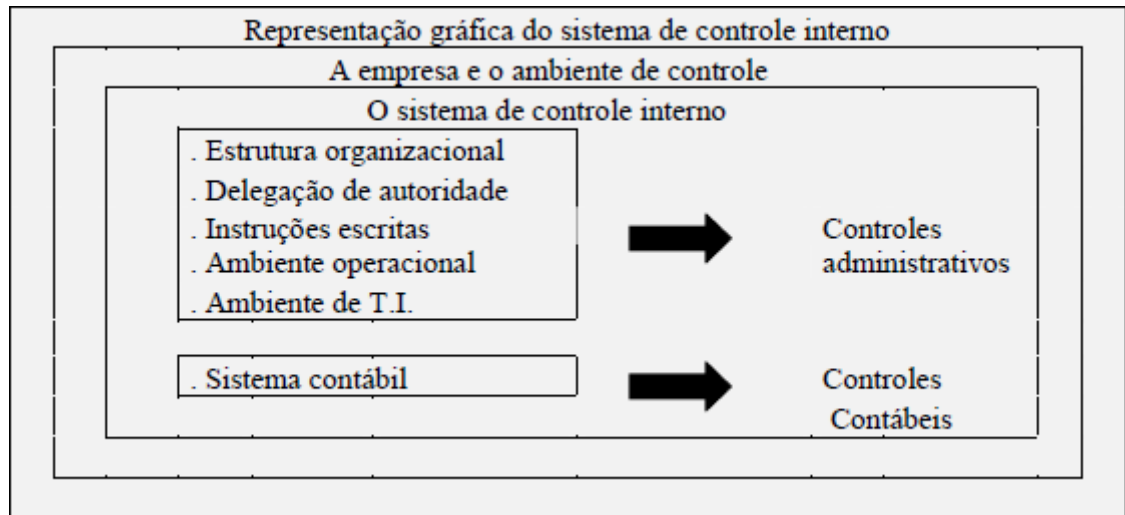 Representação gráfica do sistema de controle interno
A empresa e o ambiente de controle
O sistema de controle interno
. Estrutura organizacional
. Delegação de autoridade
. Instruções escritas
. Ambiente operacional
. Ambiente de T.I.
Controles
administrativos
. Sistema contábil
Controles
Contábeis